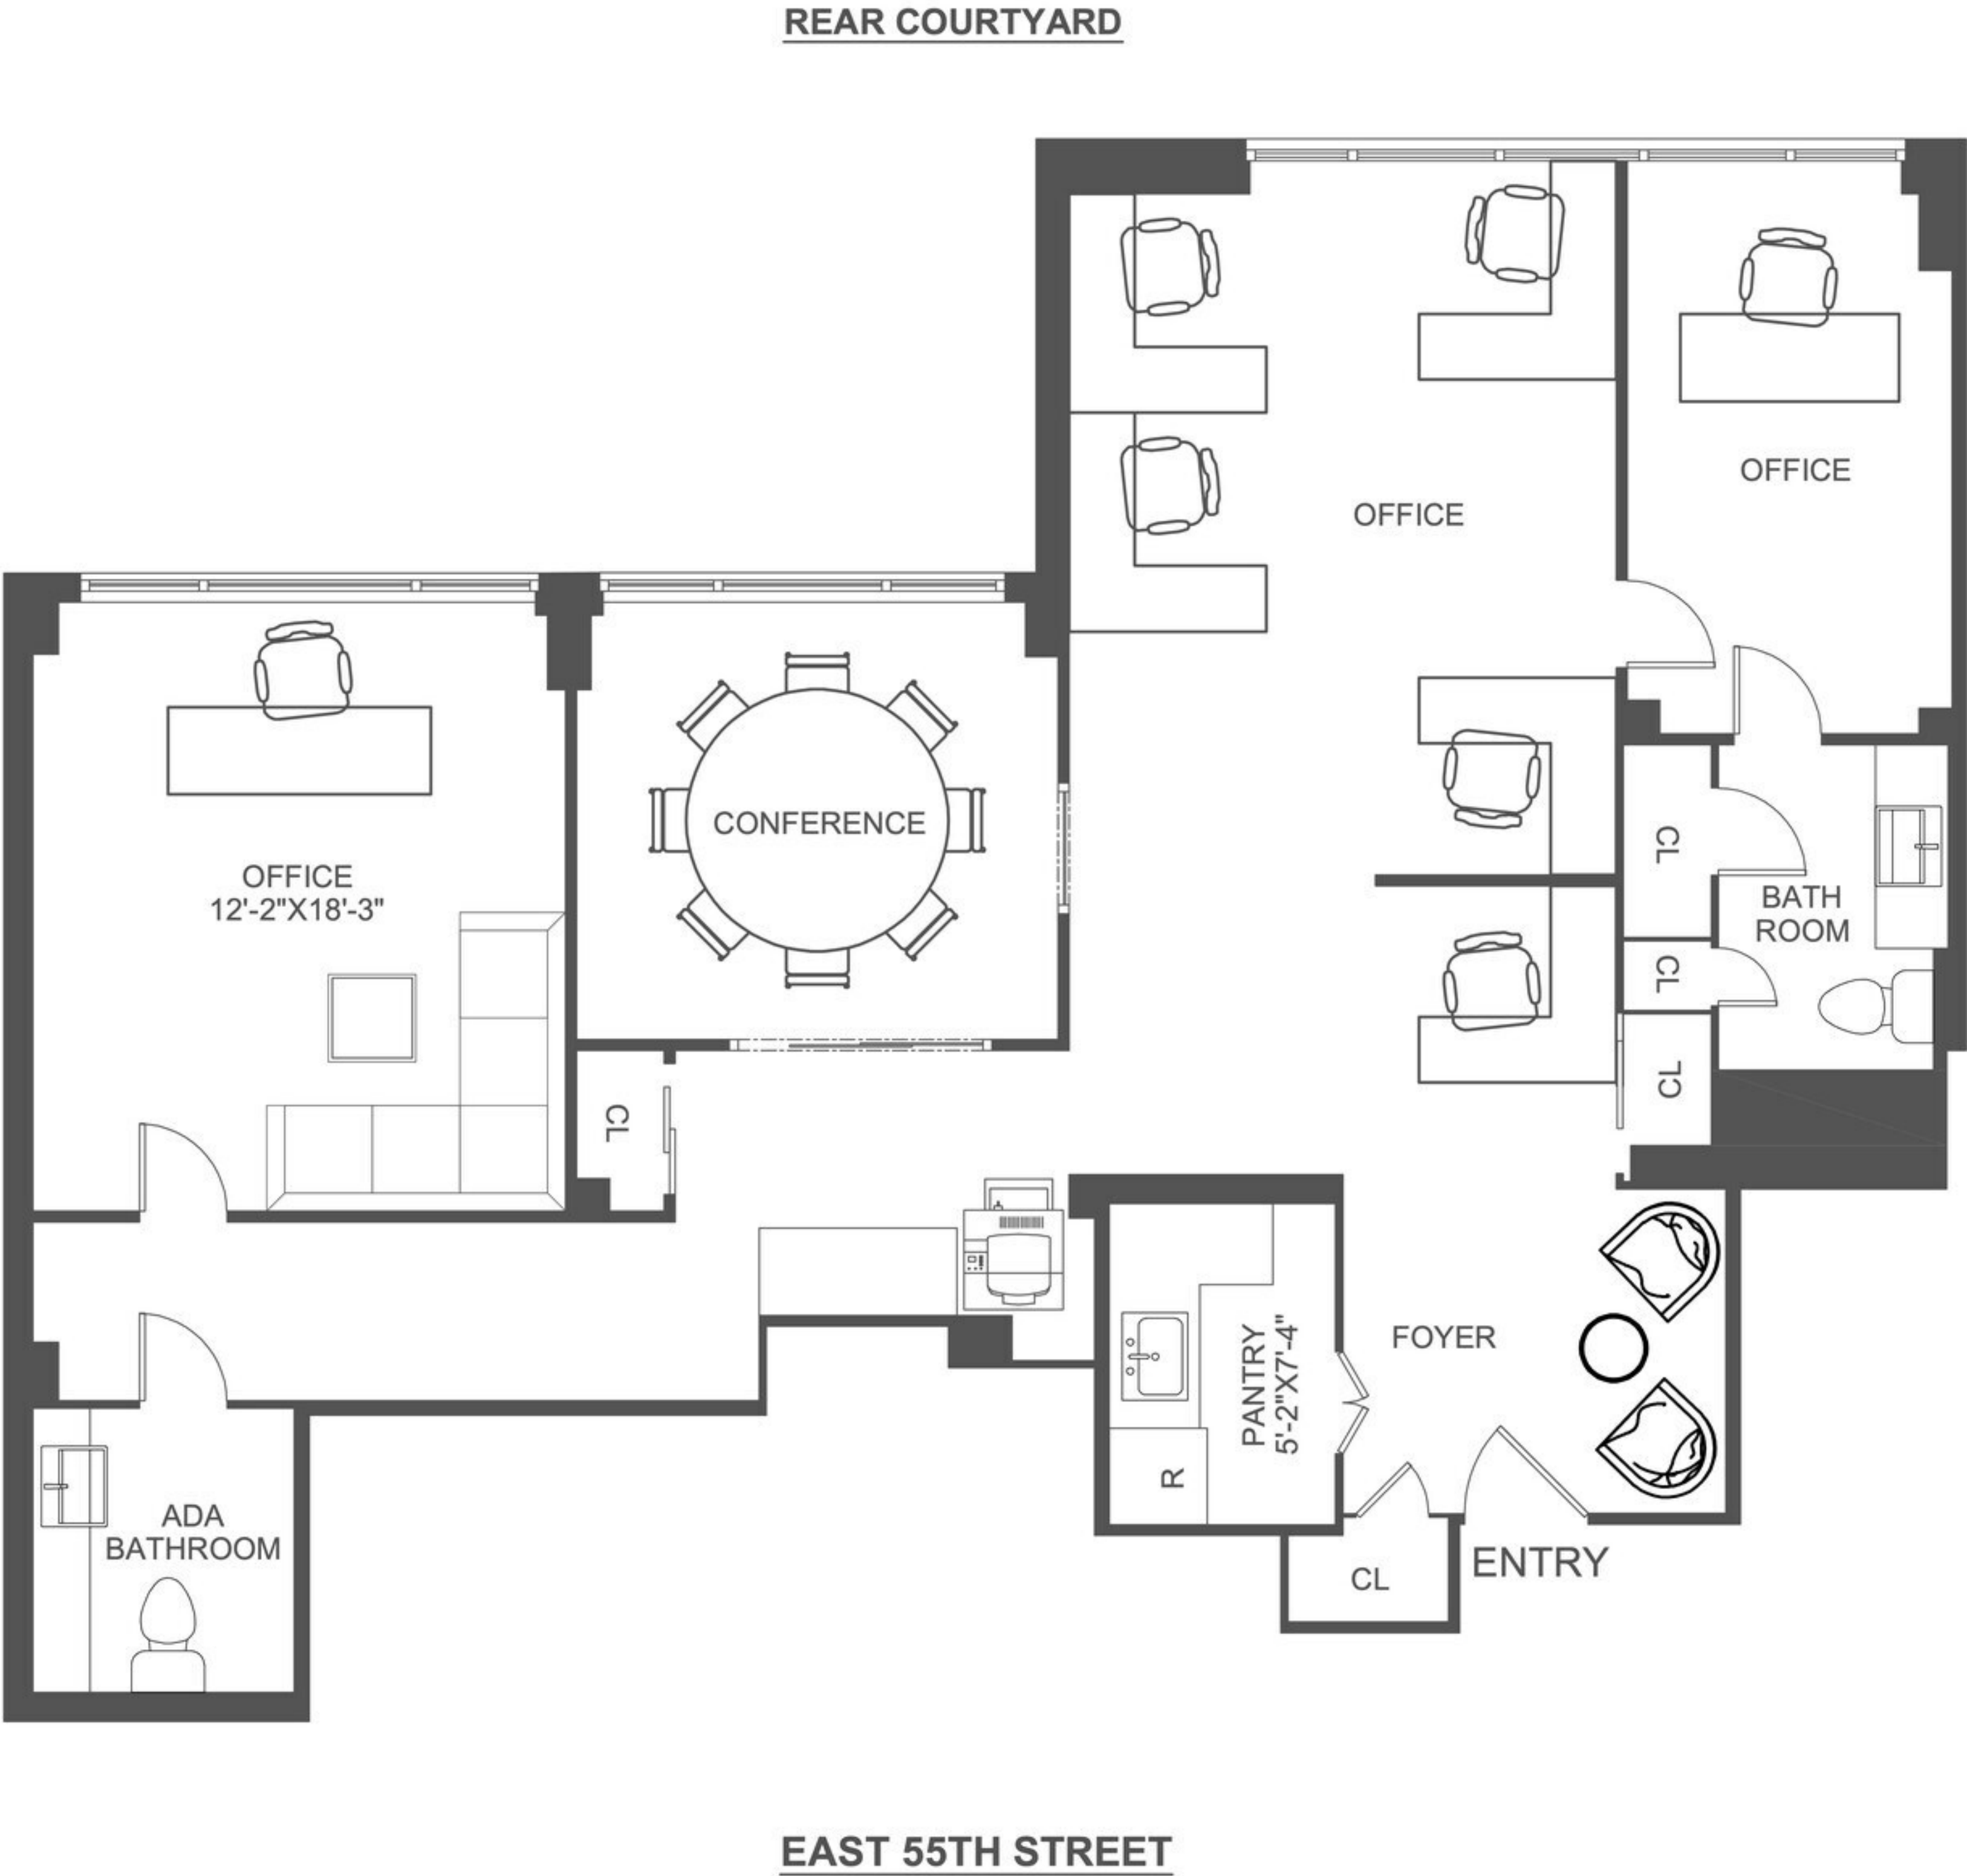 REAR COURTYARD
OFFICE
OFFICE
CONFERENCE
OFFICE
12'-2"X18'-3"
CL
BATH
ROOM
CL
CL
CL
FOYER
PANTRY
5'-2"X7'-4"
R
ADA
BATHROOM
ENTRY
CL
EAST 55TH STREET